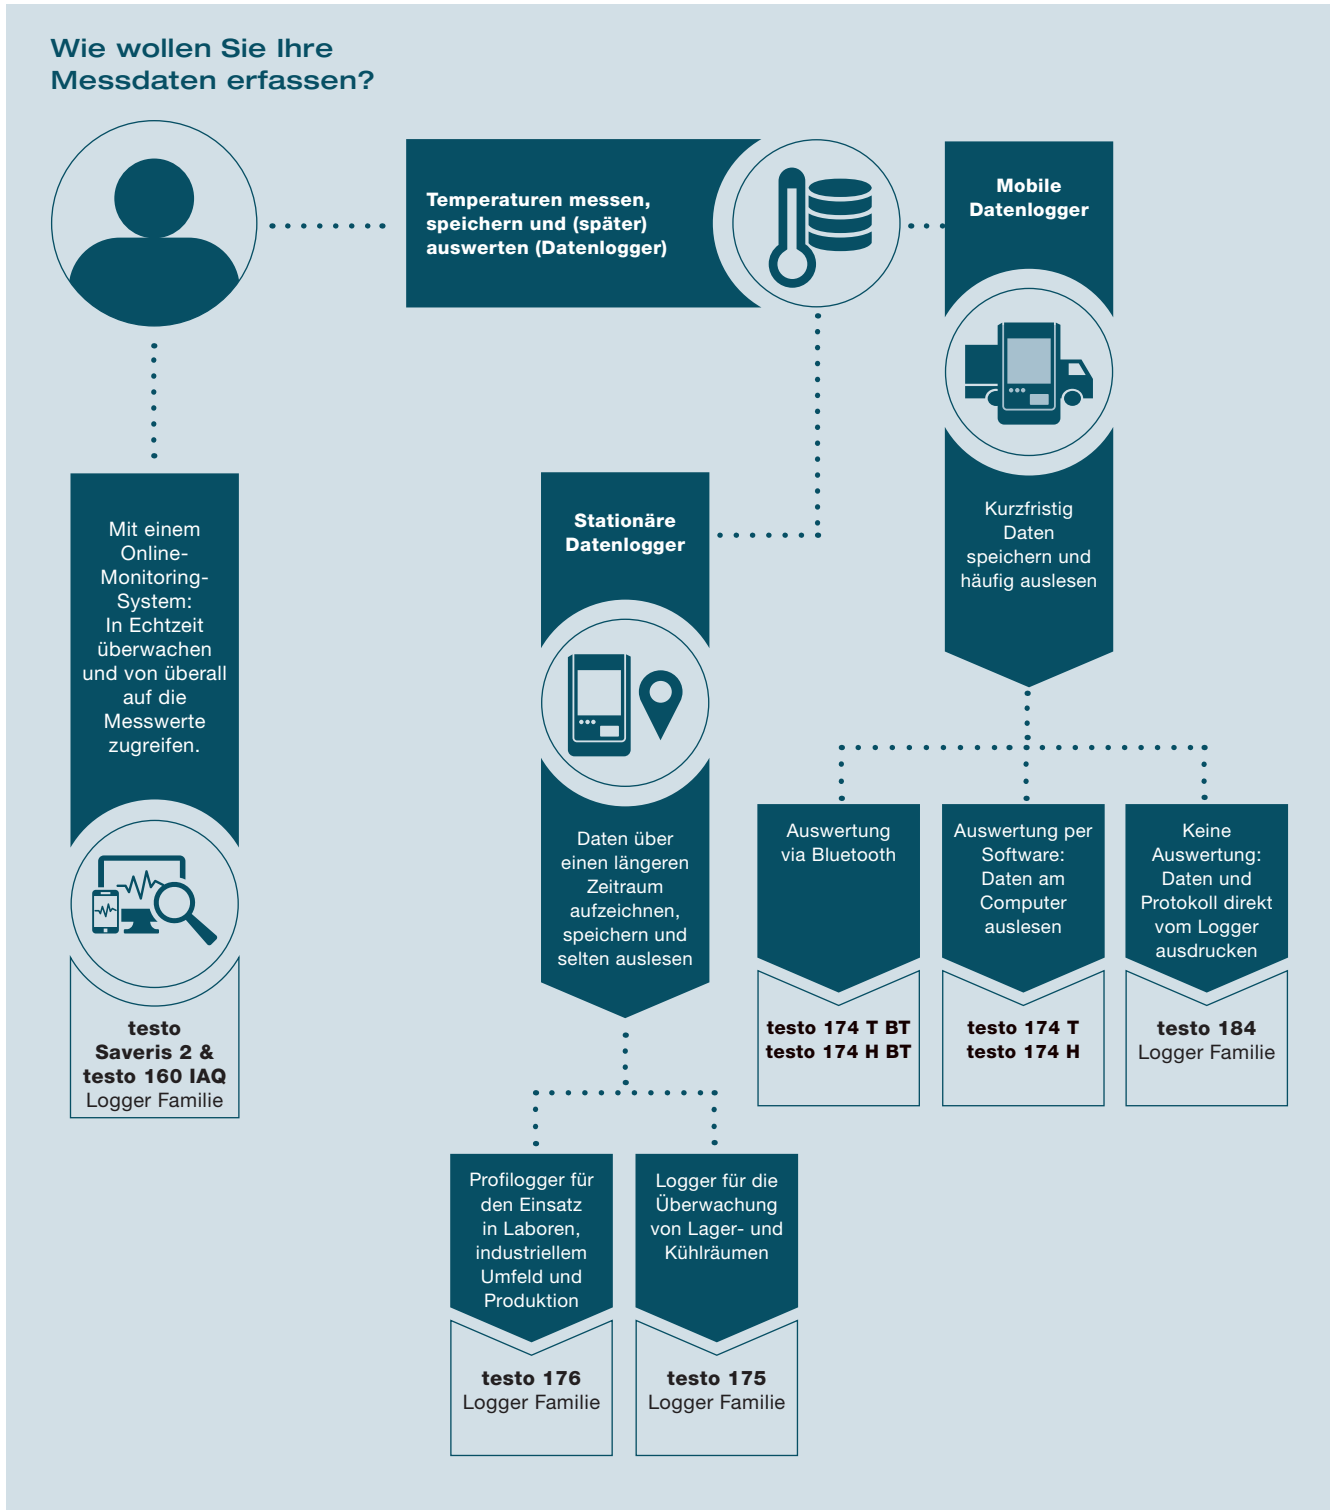 Wie wollen Sie Ihre
Messdaten erfassen?
Temperaturen messen,
speichern und (später)
auswerten (Datenlogger)
Mobile
Datenlogger
Kurzfristig
Daten
speichern und
häufig auslesen
Mit einem
Online-
Monitoring-
System:
In Echtzeit
überwachen
und von überall
auf die
Messwerte
zugreifen.
testo
Saveris 2 &
testo 160 IAQ
Logger Familie
Stationäre
Datenlogger
Daten über
einen längeren
Zeitraum
aufzeichnen,
speichern und
selten auslesen
Auswertung
via Bluetooth
testo 174 T BT
testo 174 H BT
Auswertung per
Software:
Daten am
Computer
auslesen
testo 174 T
testo 174 H
Keine
Auswertung:
Daten und
Protokoll direkt
vom Logger
ausdrucken
testo 184
Logger Familie
Profilogger für
den Einsatz
in Laboren,
industriellem
Umfeld und
Produktion
testo 176
Logger Familie
Logger für die
Überwachung
von Lager- und
Kühlräumen
testo 175
Logger Familie